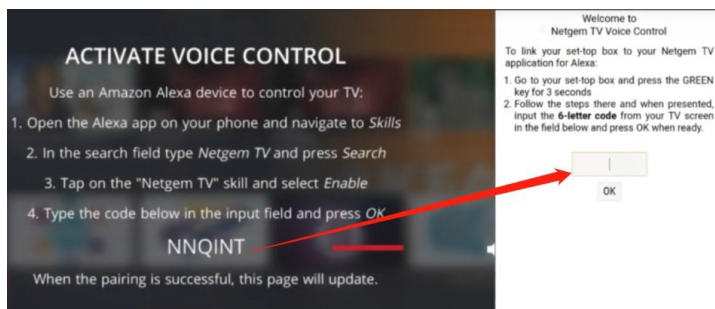 ACTIVATE VOICE CONTROL
Use an Amazon Alexa device to control your TV:
1. Open the Alexa app on your phone and navigate to Skills
2. In the search field type Netgem TV and press Search
3. Tap on the "Netgem TV" skill and select Enable
4. Type the code below in the input field and press OK
NNQINT
When the pairing is successful, this page will update.
Welcome to
Netgem TV Voice Control
To link your set-top box to your Netgem TV
application for Alexa:
1. Go to your set-top box and press the GREEN
key for 3 seconds
2. Follow the steps there and when presented,
input the 6-letter code from your TV screen
in the field below and press OK when ready.
OK